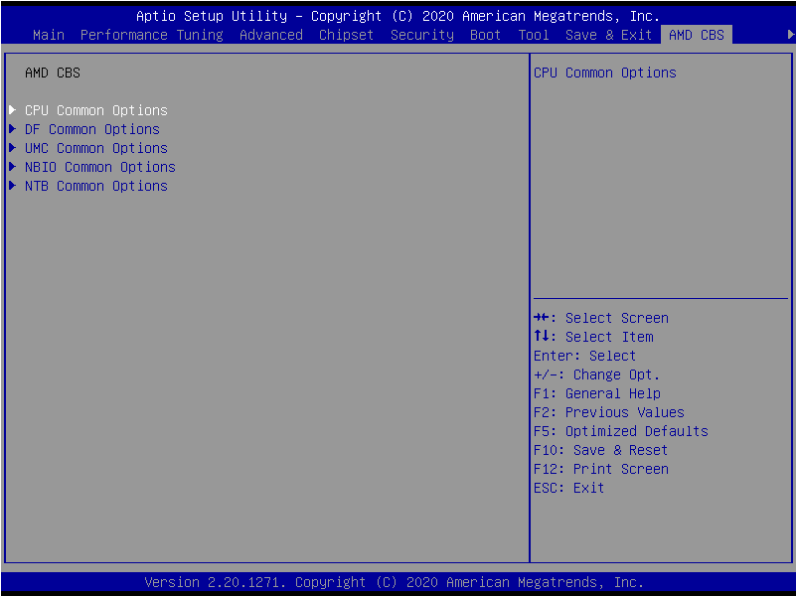 Aptio Setup Utility – Copyright (C) 2020 American Megatrends, Inc.
Main Performance Tuning Advanced Chipset Security Boot Tool Save & Exit AMD CBS
AMD CBS
CPU Common Options
DF Common Options
UMC Common Options
NBIO Common Options
NTB Common Options
CPU Common Options
→←: Select Screen
↑↓: Select Item
Enter: Select
+/-: Change Opt.
F1: General Help
F2: Previous Values
F5: Optimized Defaults
F10: Save & Reset
F12: Print Screen
ESC: Exit
Version 2.20.1271. Copyright (C) 2020 American Megatrends, Inc.